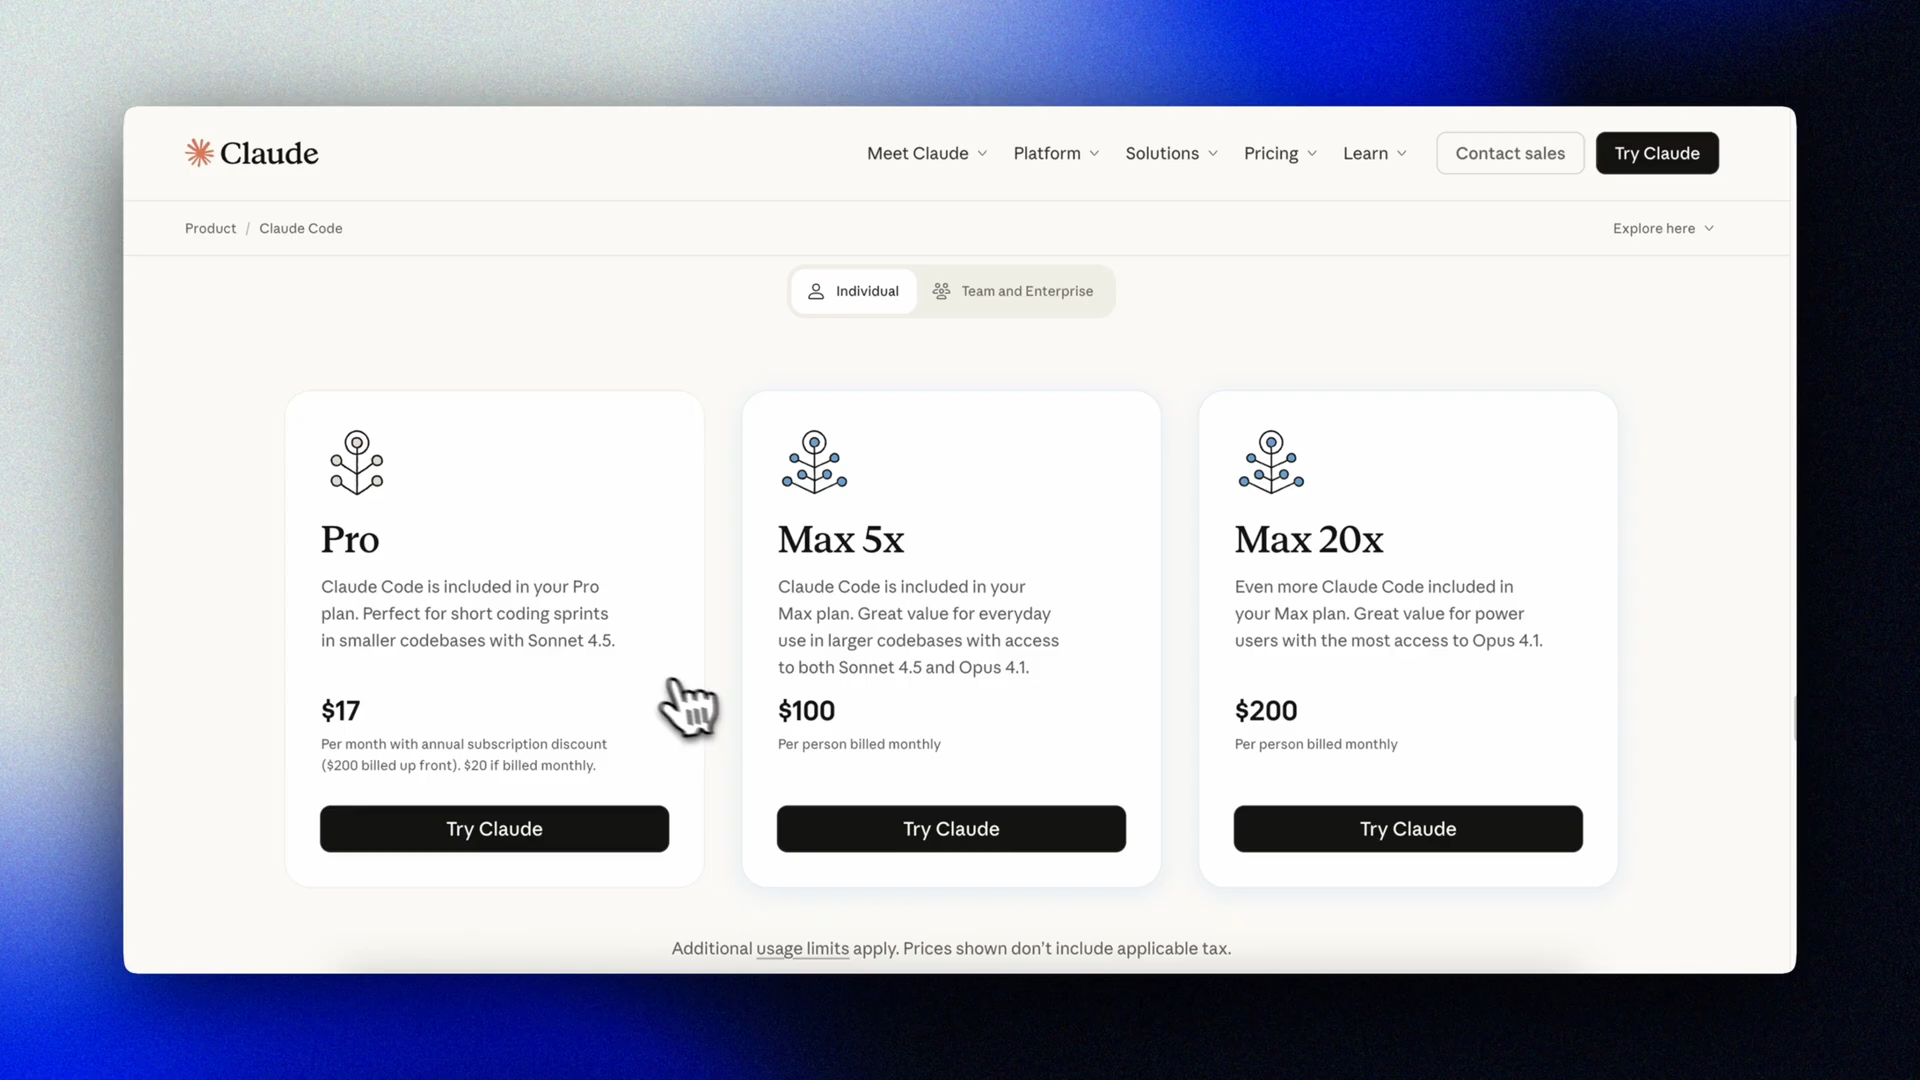 Claude
Meet Claude
Platform
Solutions
Pricing
Learn
Contact sales
Try Claude
Product / Claude Code
Explore here
Individual
Team and Enterprise
Pro
Claude Code is included in your Pro
plan. Perfect for short coding sprints
in smaller codebases with Sonnet 4.5.
$17
Per month with annual subscription discount
($200 billed up front). $20 if billed monthly.
Try Claude
Max 5x
Claude Code is included in your
Max plan. Great value for everyday
use in larger codebases with access
to both Sonnet 4.5 and Opus 4.1.
$100
Per person billed monthly
Try Claude
Max 20x
Even more Claude Code included in
your Max plan. Great value for power
users with the most access to Opus 4.1.
$200
Per person billed monthly
Try Claude
Additional usage limits apply. Prices shown don’t include applicable tax.